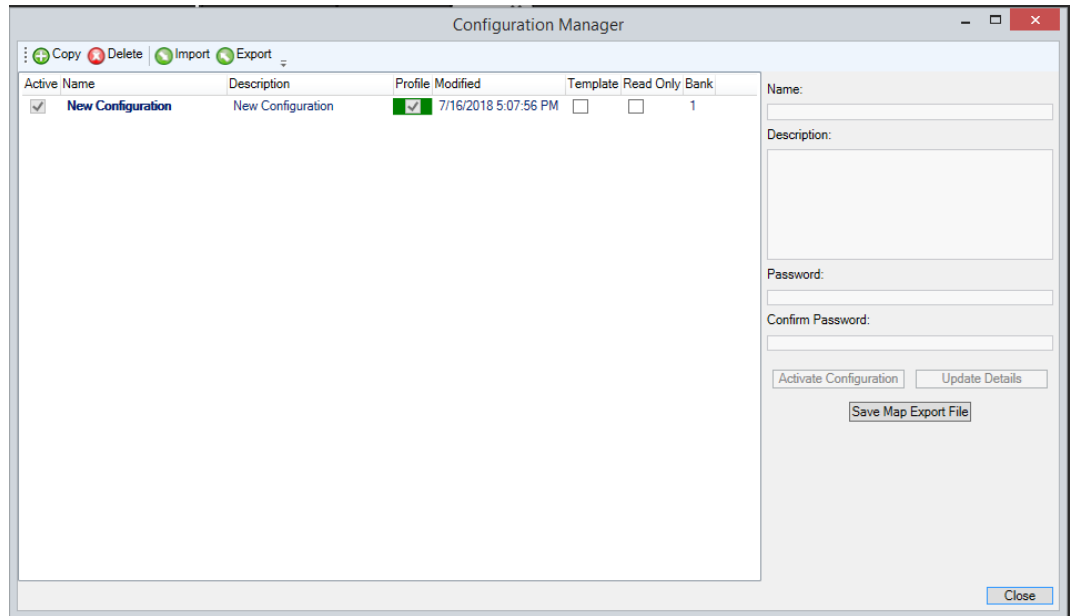 Configuration Manager
Copy Delete Import Export
Active Name Description Profile Modified Template Read Only Bank
New Configuration New Configuration 7/16/2018 5:07:56 PM 1
Name:
Description:
Password:
Confirm Password:
Activate Configuration Update Details
Save Map Export File
Close